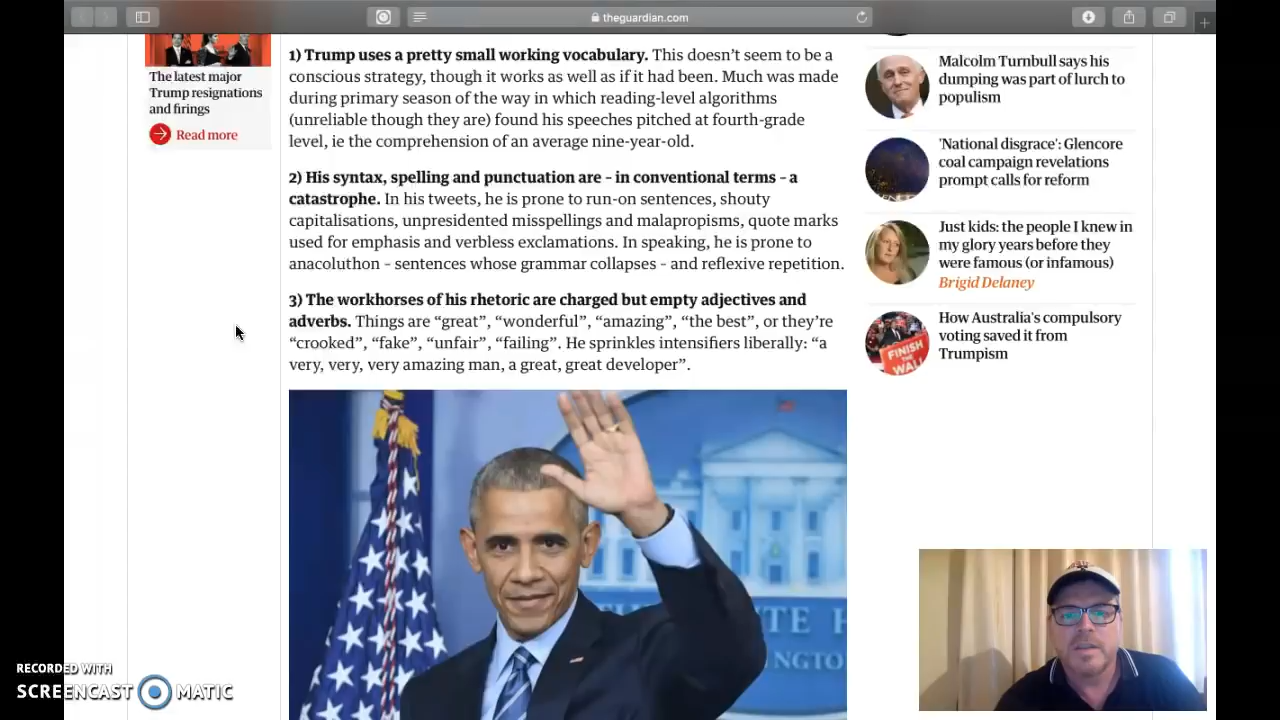 theguardian.com
The latest major
Trump resignations
and firings
Read more
1) Trump uses a pretty small working vocabulary. This doesn’t seem to be a
conscious strategy, though it works as well as if it had been. Much was made
during primary season of the way in which reading-level algorithms
(unreliable though they are) found his speeches pitched at fourth-grade
level, ie the comprehension of an average nine-year-old.
2) His syntax, spelling and punctuation are – in conventional terms – a
catastrophe. In his tweets, he is prone to run-on sentences, shouty
capitalisations, unpresidented misspellings and malapropisms, quote marks
used for emphasis and verbless exclamations. In speaking, he is prone to
anacoluthon – sentences whose grammar collapses – and reflexive repetition.
3) The workhorses of his rhetoric are charged but empty adjectives and
adverbs. Things are “great”, “wonderful”, “amazing”, “the best”, or they’re
“crooked”, “fake”, “unfair”, “failing”. He sprinkles intensifiers liberally: “a
very, very, very amazing man, a great, great developer”.
Malcolm Turnbull says his
dumping was part of lurch to
populism
'National disgrace': Glencore
coal campaign revelations
prompt calls for reform
Just kids: the people I knew in
my glory years before they
were famous (or infamous)
Brigid Delaney
How Australia's compulsory
voting saved it from
Trumpism
FINISH
THE
WALL
TE H
NGTO
RECORDED WITH
SCREENCAST MATIC